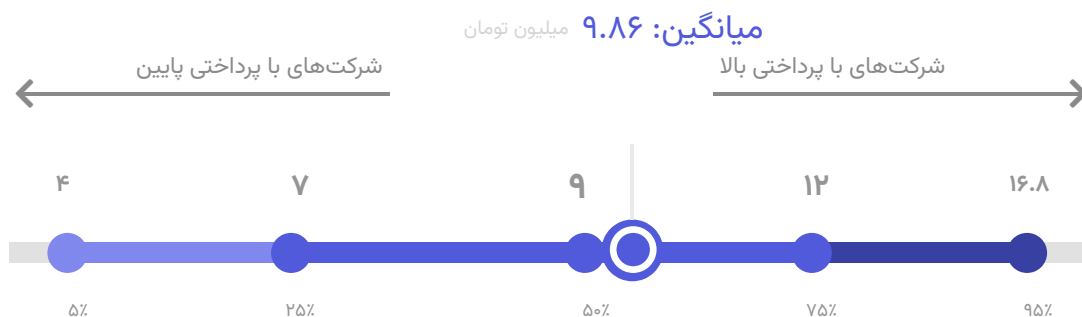 میانگین: ۹.۸۶ میلیون تومان
شرکت‌های با پرداختی بالا
شرکت‌های با پرداختی پایین
۴ ۷ ۹ ۱۲ ۱۶.۸
۵٪ ۲۵٪ ۵۰٪ ۷۵٪ ۹۵٪